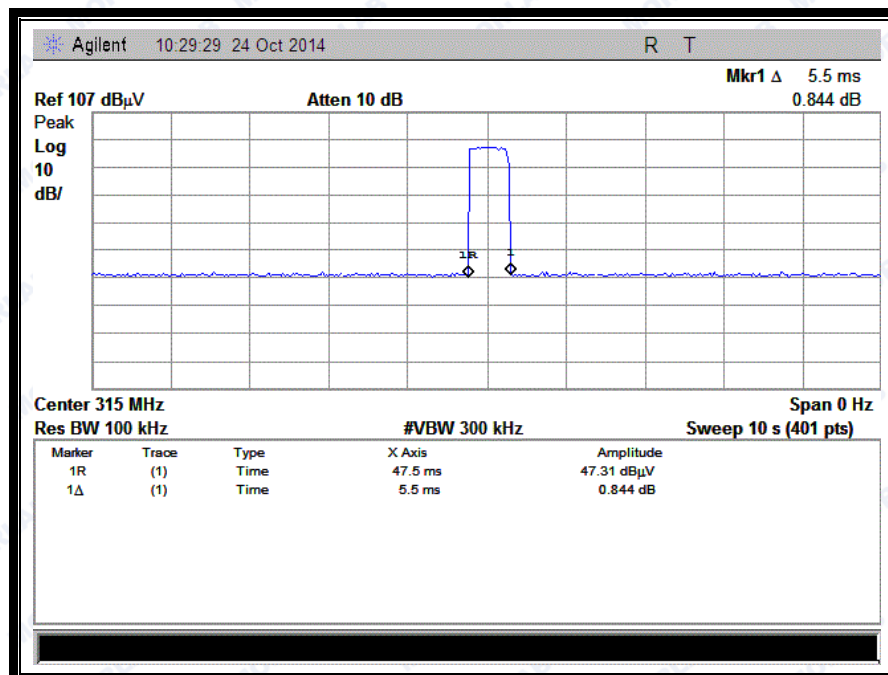 Agilent 10:29:29 24 Oct 2014 R T
Mkr1 Δ 5.5 ms
Ref 107 dBμV Atten 10 dB 0.844 dB
Peak
Log
10
dB/
1R 1
Center 315 MHz Span 0 Hz
Res BW 100 kHz #VBW 300 kHz Sweep 10 s (401 pts)
Marker Trace Type X Axis Amplitude
1R (1) Time 47.5 ms 47.31 dBμV
1Δ (1) Time 5.5 ms 0.844 dB